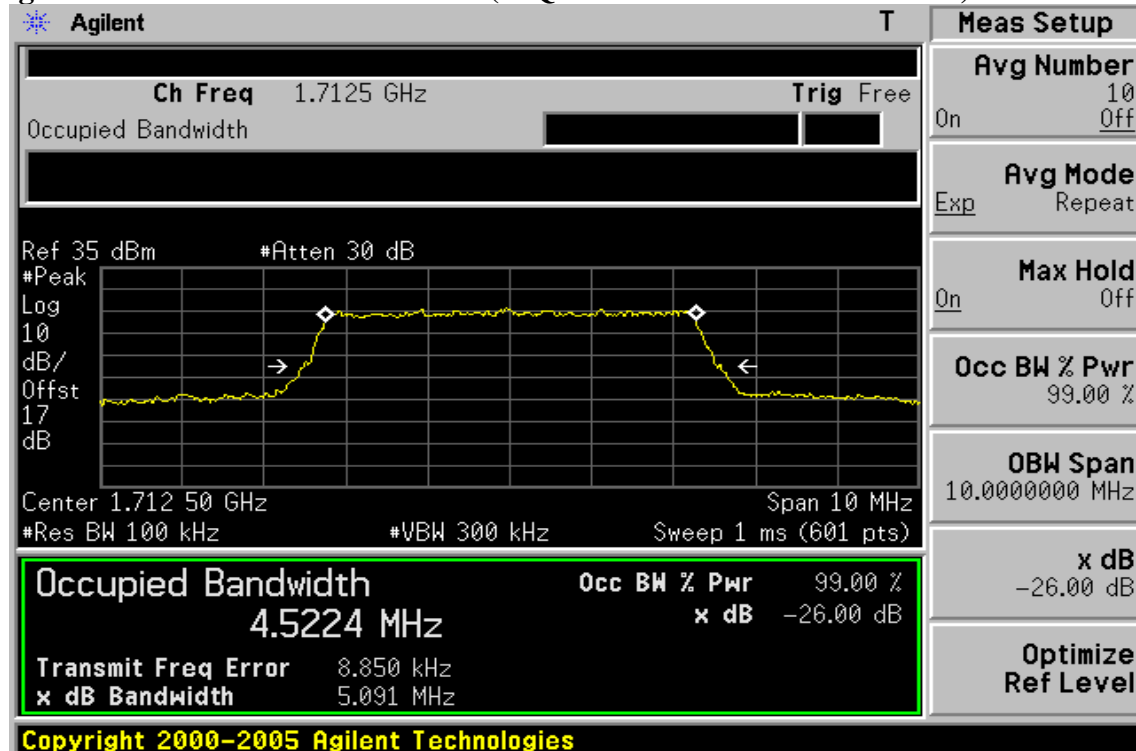 Agilent T
Ch Freq 1.7125 GHz Trig Free
Occupied Bandwidth
Ref 35 dBm #Atten 30 dB
#Peak
Log
10
dB/
Offst
17
dB
Center 1.712 50 GHz Span 10 MHz
#Res BW 100 kHz #VBW 300 kHz Sweep 1 ms (601 pts)
Occupied Bandwidth Occ BW % Pwr 99.00 %
4.5224 MHz x dB -26.00 dB
Transmit Freq Error 8.850 kHz
x dB Bandwidth 5.091 MHz
Copyright 2000-2005 Agilent Technologies
Meas Setup
Avg Number
10
On Off
Avg Mode
Exp Repeat
Max Hold
On Off
Occ BW % Pwr
99.00 %
OBW Span
10.0000000 MHz
x dB
-26.00 dB
Optimize
Ref Level